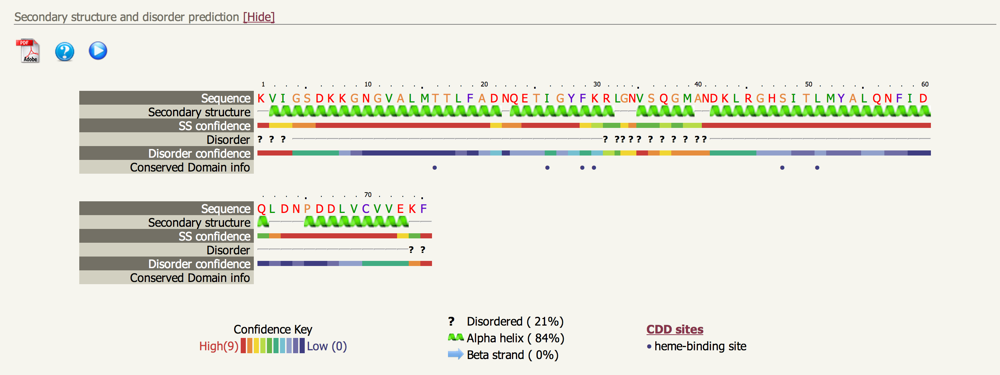 Secondary structure and disorder prediction [Hide]
PDF
Adobe
?
1 . . . . . . . . 10 . . . . . . . . . 20 . . . . . . . . . 30 . . . . . . . . . 40 . . . . . . . . . 50 . . . . . . . . . 60
Sequence K V I G S D K K G N G V A L M T T L F A D N Q E T I G Y F K R L G N V S Q G M A N D K L R G H S I T L M Y A L Q N F I D
Secondary structure
SS confidence
Disorder ? ? ? ? ? ? ? ? ? ? ? ? ? ?
Disorder confidence
Conserved Domain info
. . . . . . . . . 70 . . . . .
Sequence Q L D N P D D L V C V V E K F
Secondary structure
SS confidence
Disorder ? ?
Disorder confidence
Conserved Domain info
Confidence Key
High(9) Low (0)
? Disordered ( 21%)
Alpha helix ( 84%)
Beta strand ( 0%)
CDD sites
• heme-binding site